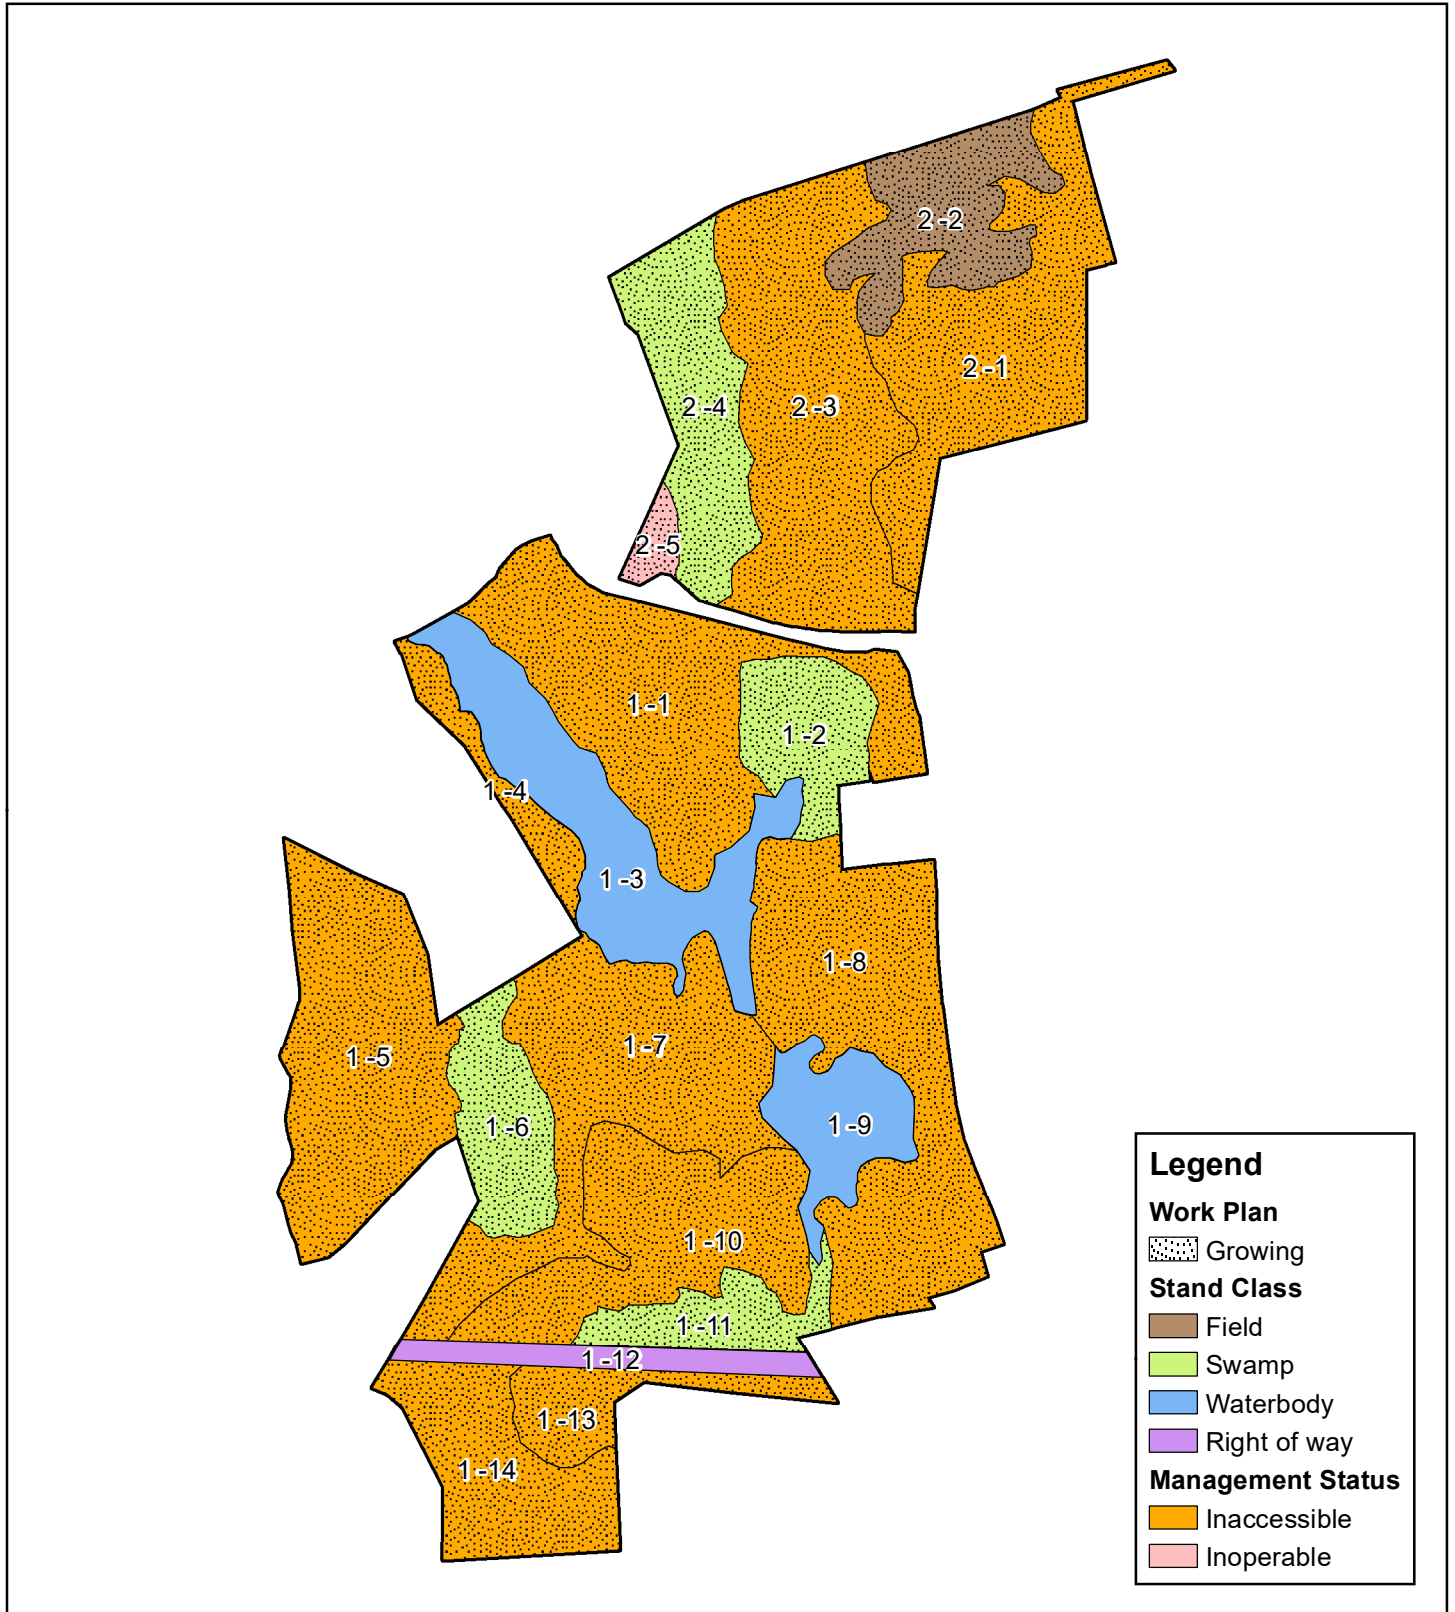 2 -2
2 -1
2 -4
2 -3
2 -5
1 -1
1 -2
1 -4
1 -3
1 -8
1 -7
1 -5
1 -9
1 -6
1 -10
1 -11
1 -12
1 -13
1 -14
Legend
Work Plan
Growing
Stand Class
Field
Swamp
Waterbody
Right of way
Management Status
Inaccessible
Inoperable